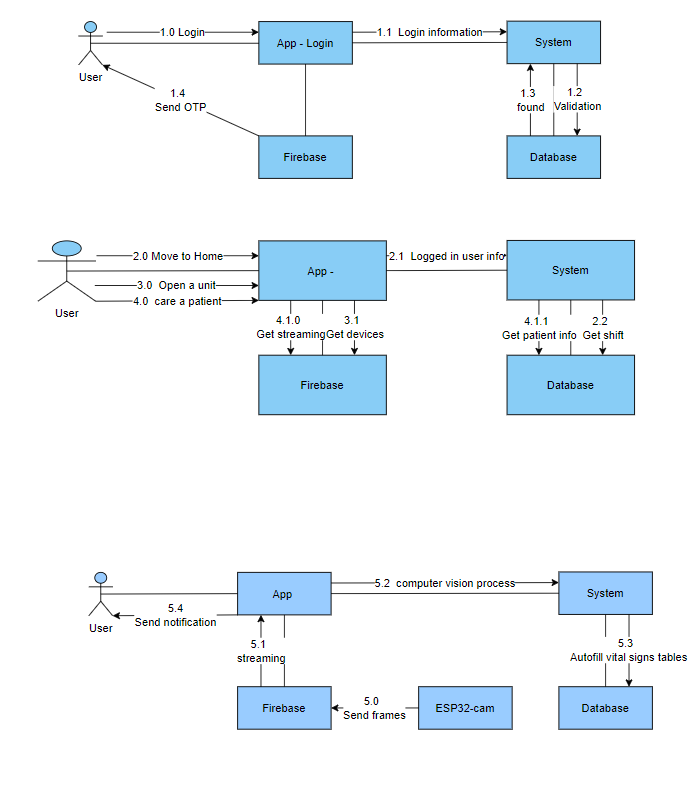 1.0 Login
App - Login
1.1 Login information
System
User
1.4
Send OTP
1.3
found
1.2
Validation
Firebase
Database
2.0 Move to Home
App -
2.1 Logged in user info
System
3.0 Open a unit
4.0 care a patient
User
4.1.0
Get streaming
3.1
Get devices
4.1.1
Get patient info
2.2
Get shift
Firebase
Database
App
5.2 computer vision process
System
5.4
Send notification
User
5.1
streaming
5.3
Autofill vital signs tables
Firebase
5.0
Send frames
ESP32-cam
Database